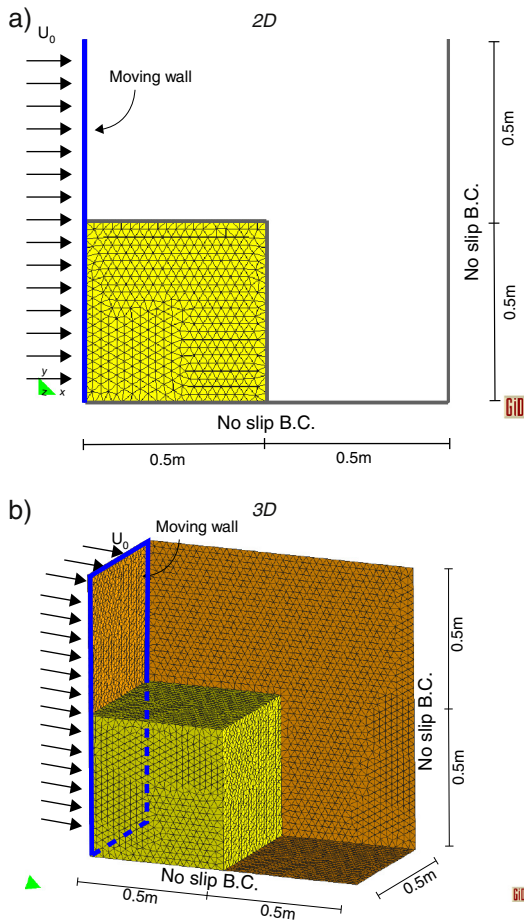 a)
2D
U0
Moving wall
0.5m
No slip B.C.
0.5m
y
z
x
GiD
No slip B.C.
0.5m
0.5m
b)
3D
U0
Moving wall
0.5m
No slip B.C.
0.5m
No slip B.C.
0.5m
0.5m
0.5m
GiD